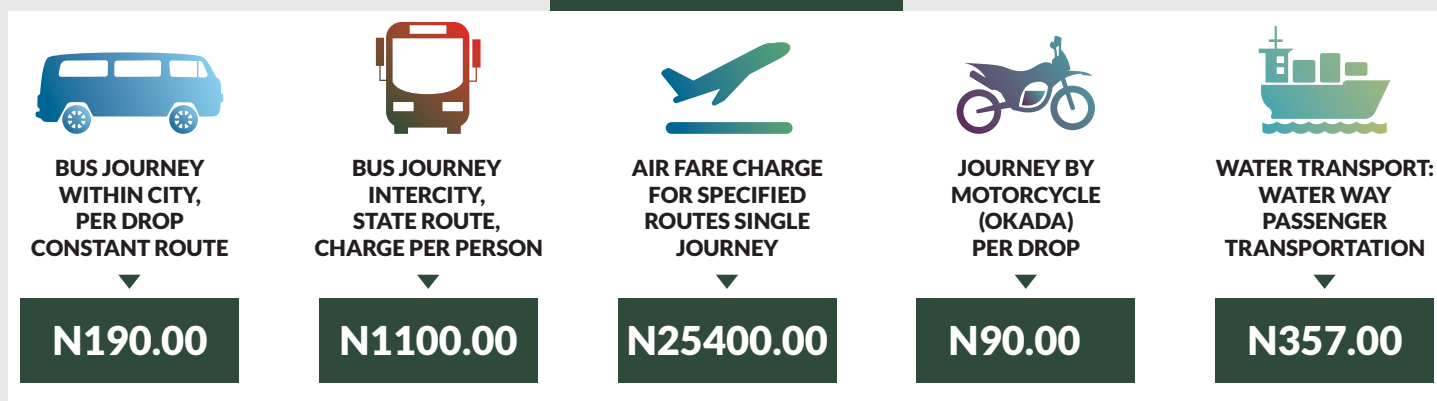 BUS JOURNEY
WITHIN CITY,
PER DROP
CONSTANT ROUTE
N190.00
BUS JOURNEY
INTERCITY,
STATE ROUTE,
CHARGE PER PERSON
N1100.00
AIR FARE CHARGE
FOR SPECIFIED
ROUTES SINGLE
JOURNEY
N25400.00
JOURNEY BY
MOTORCYCLE
(OKADA)
PER DROP
N90.00
WATER TRANSPORT:
WATER WAY
PASSENGER
TRANSPORTATION
N357.00